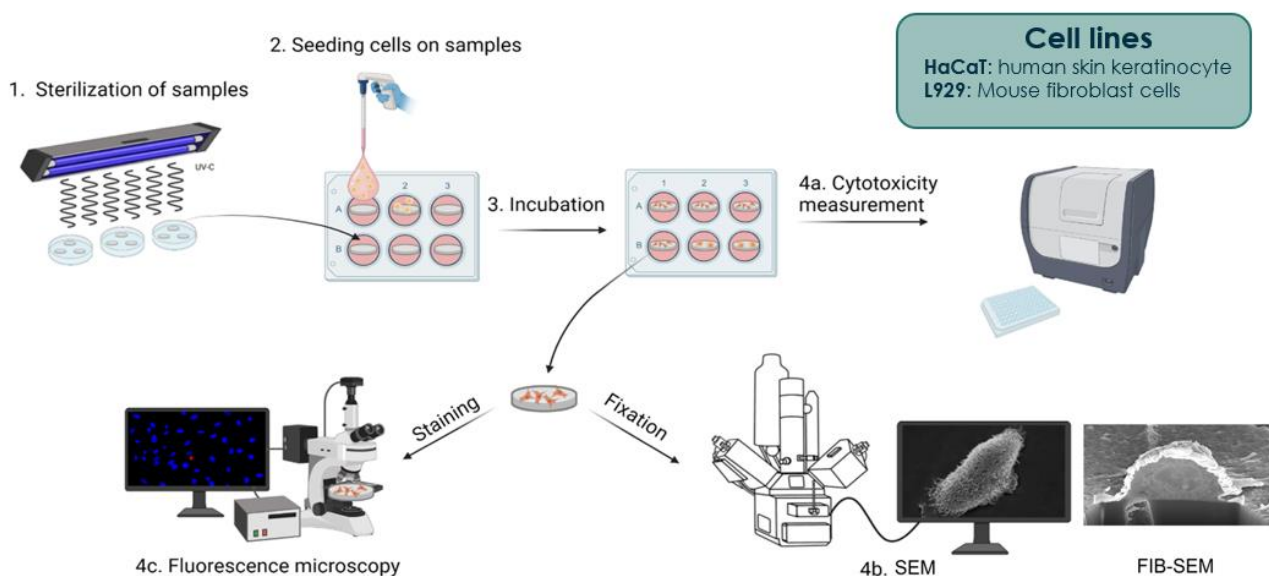 Cell lines
HaCaT: human skin keratinocyte
L929: Mouse fibroblast cells
2. Seeding cells on samples
1. Sterilization of samples
UV-C
2 3
A
B
3. Incubation
1 2 3
A
B
4a. Cytotoxicity
measurement
Staining
Fixation
4c. Fluorescence microscopy
4b. SEM
FIB-SEM